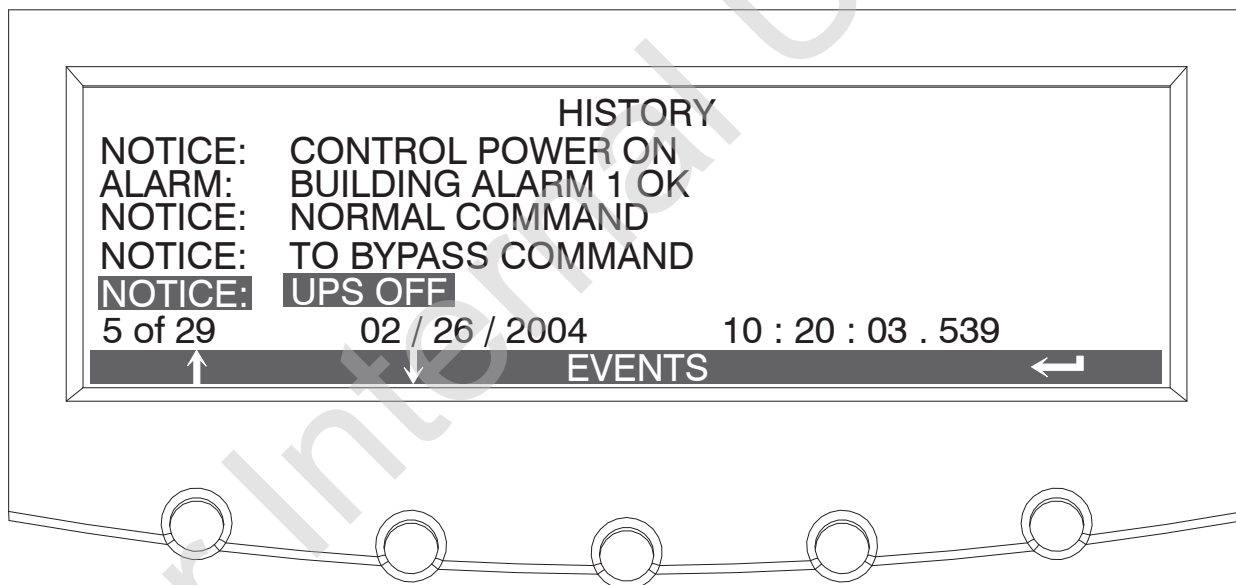 HISTORY
NOTICE: CONTROL POWER ON
ALARM: BUILDING ALARM 1 OK
NOTICE: NORMAL COMMAND
NOTICE: TO BYPASS COMMAND
NOTICE: UPS OFF
5 of 29 02 / 26 / 2004 10 : 20 : 03 . 539
EVENTS
Internal